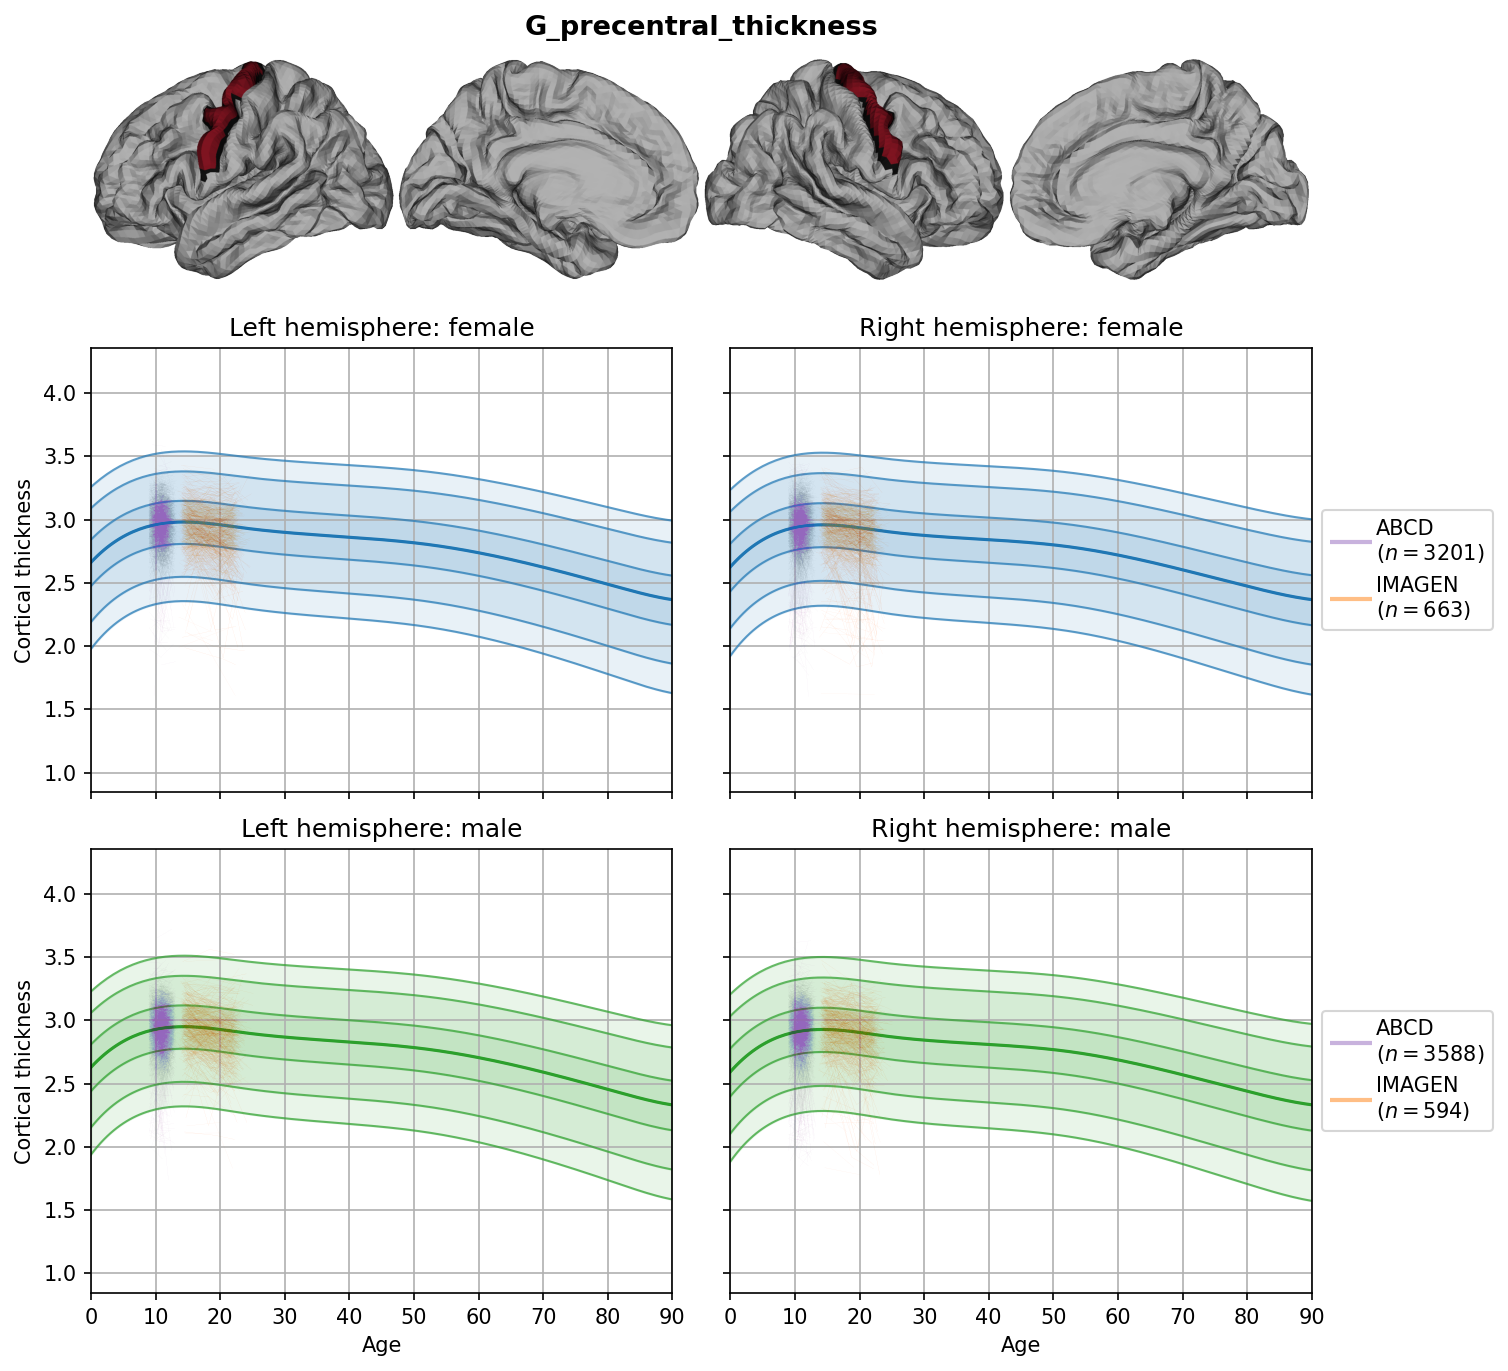 G_precentral_thickness
Left hemisphere: female
Right hemisphere: female
Cortical thickness
4.0
3.5
3.0
2.5
2.0
1.5
1.0
ABCD
(n = 3201)
IMAGEN
(n = 663)
Left hemisphere: male
Right hemisphere: male
Cortical thickness
4.0
3.5
3.0
2.5
2.0
1.5
1.0
ABCD
(n = 3588)
IMAGEN
(n = 594)
0 10 20 30 40 50 60 70 80 90
0 10 20 30 40 50 60 70 80 90
Age
Age